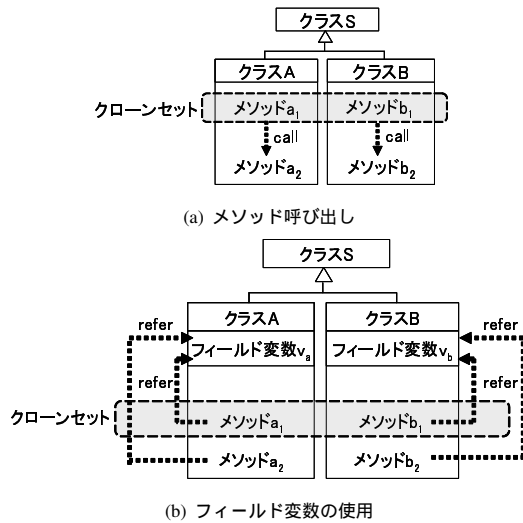 クラスS
クラスA クラスB
クローンセット メソッドa1 メソッドb1
call call
メソッドa2 メソッドb2
(a) メソッド呼び出し
クラスS
refer クラスA クラスB refer
フィールド変数va フィールド変数vb
refer refer
クローンセット メソッドa1 メソッドb1
メソッドa2 メソッドb2
(b) フィールド変数の使用